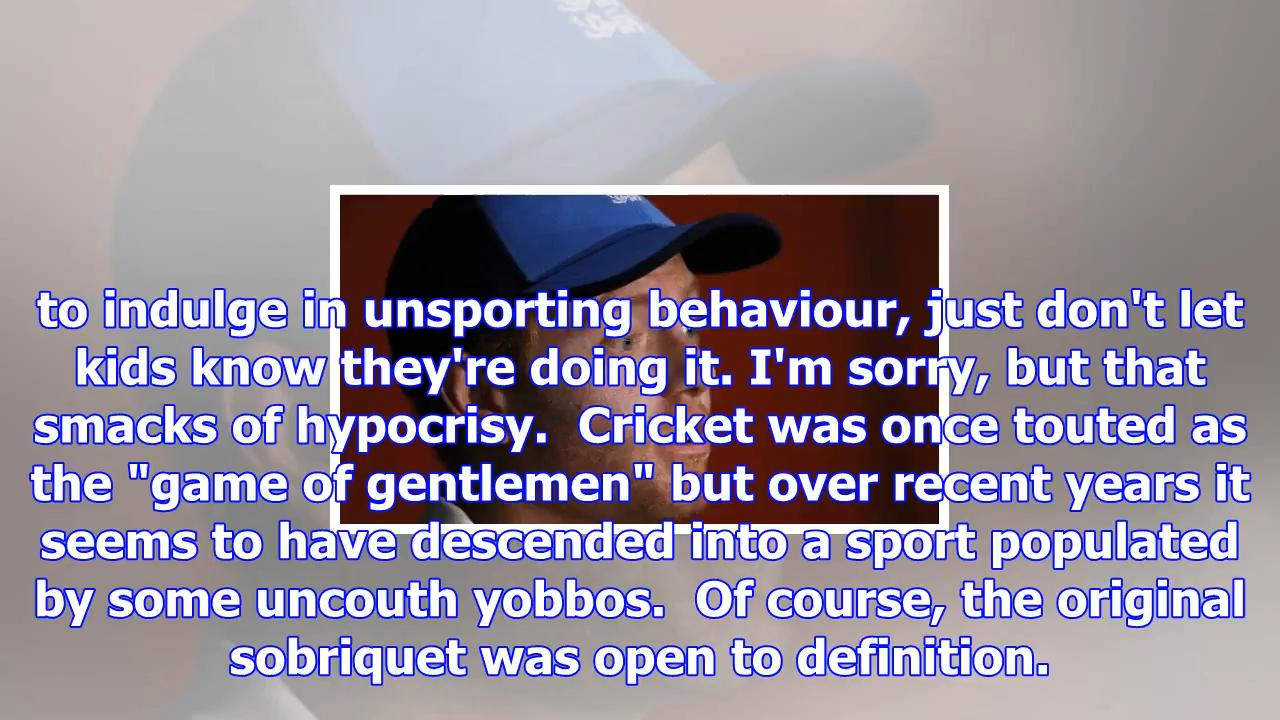 to indulge in unsporting behaviour, just don't let
kids know they're doing it. I'm sorry, but that
smacks of hypocrisy.  Cricket was once touted as
the "game of gentlemen" but over recent years it
seems to have descended into a sport populated
by some uncouth yobbos.  Of course, the original
sobriquet was open to definition.